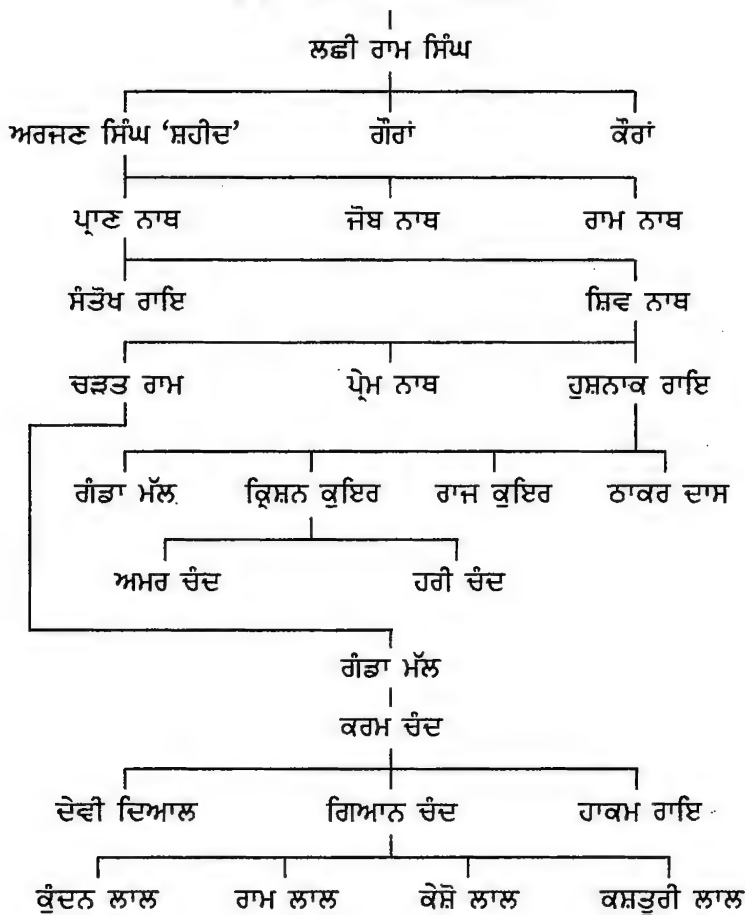 ਲਛੀ ਰਾਮ ਸਿੰਘ
ਅਰਜਣ ਸਿੰਘ ‘ਸ਼ਹੀਦ’ ਗੌਰਾਂ ਕੌਰਾਂ
ਪ੍ਰਾਣ ਨਾਥ ਜੋਬ ਨਾਥ ਰਾਮ ਨਾਥ
ਸੰਤੋਖ ਰਾਇ ਸ਼ਿਵ ਨਾਥ
ਚੜਤ ਰਾਮ ਪ੍ਰੇਮ ਨਾਥ ਹੁਸ਼ਨਾਕ ਰਾਇ
ਗੰਡਾ ਮੱਲ ਕ੍ਰਿਸ਼ਨ ਕੁਇਰ ਰਾਜ ਕੁਇਰ ਠਾਕਰ ਦਾਸ
ਅਮਰ ਚੰਦ ਹਰੀ ਚੰਦ
ਗੰਡਾ ਮੱਲ
ਕਰਮ ਚੰਦ
ਦੇਵੀ ਦਿਆਲ ਗਿਆਨ ਚੰਦ ਹਾਕਮ ਰਾਇ
ਕੁੰਦਨ ਲਾਲ ਰਾਮ ਲਾਲ ਕੇਸ਼ੋ ਲਾਲ ਕਸ਼ਤੂਰੀ ਲਾਲ